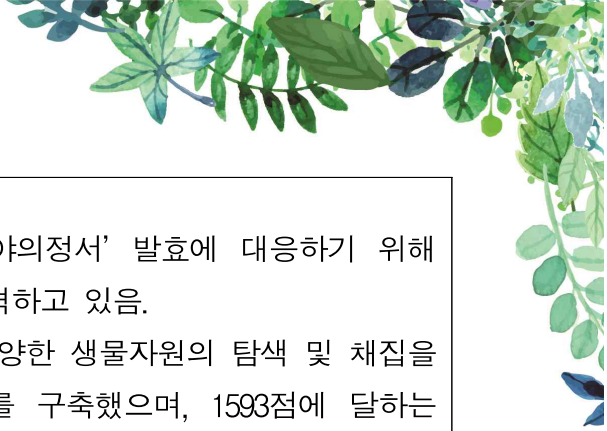 야의정서’ 발효에 대응하기 위해
하고 있음.
양한 생물자원의 탐색 및 채집을
를 구축했으며, 1593점에 달하는